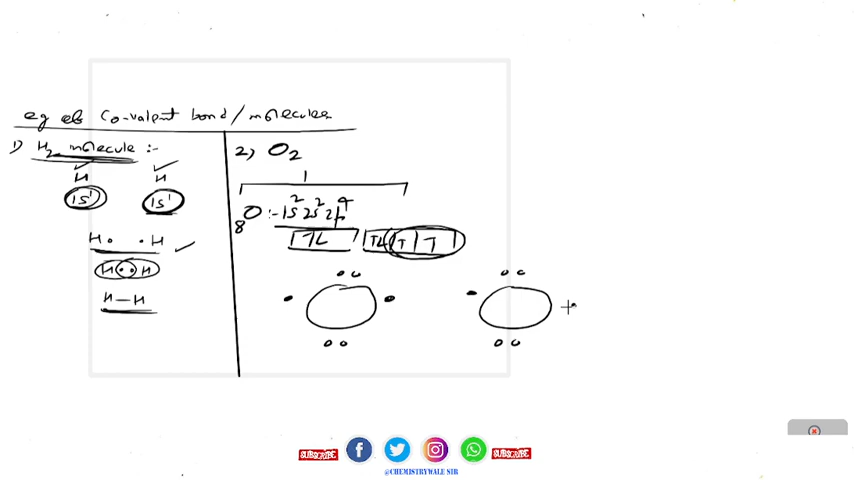 eg of Co-valent bond/molecules
1) H₂ molecule :-
H H
1s¹ 1s¹
H• •H
H••H
H—H
2) O₂
₈O :- 1s² 2s² 2p⁴
SUBSCRIBE SUBSCRIBE
@CHEMISTRYWALE SIR